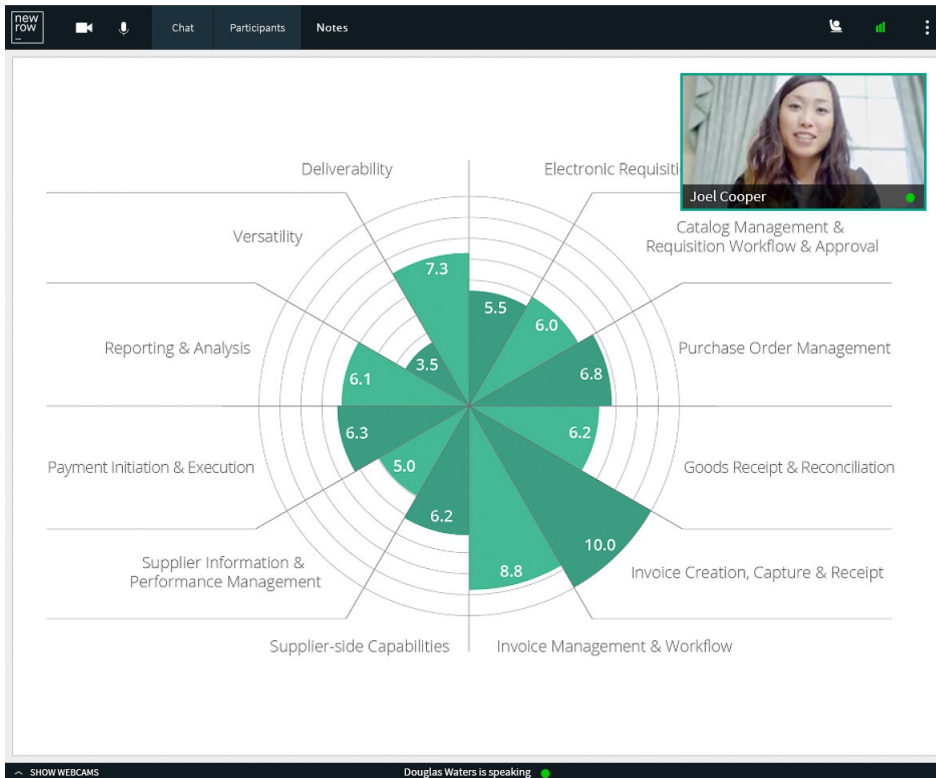 new
row
Chat
Participants
Notes
Joel Cooper
Deliverability
Electronic
Versatility
Catalog Management &
Requisition Workflow & Approval
7.3
5.5
6.0
Reporting & Analysis
Purchase Order Management
3.5
6.8
6.1
6.3
6.2
Payment Initiation & Execution
5.0
Goods Receipt & Reconciliation
6.2
10.0
Supplier Information &
Performance Management
8.8
Invoice Creation, Capture & Receipt
Supplier-side Capabilities
Invoice Management & Workflow
SHOW WEBCAMS
Douglas Waters is speaking